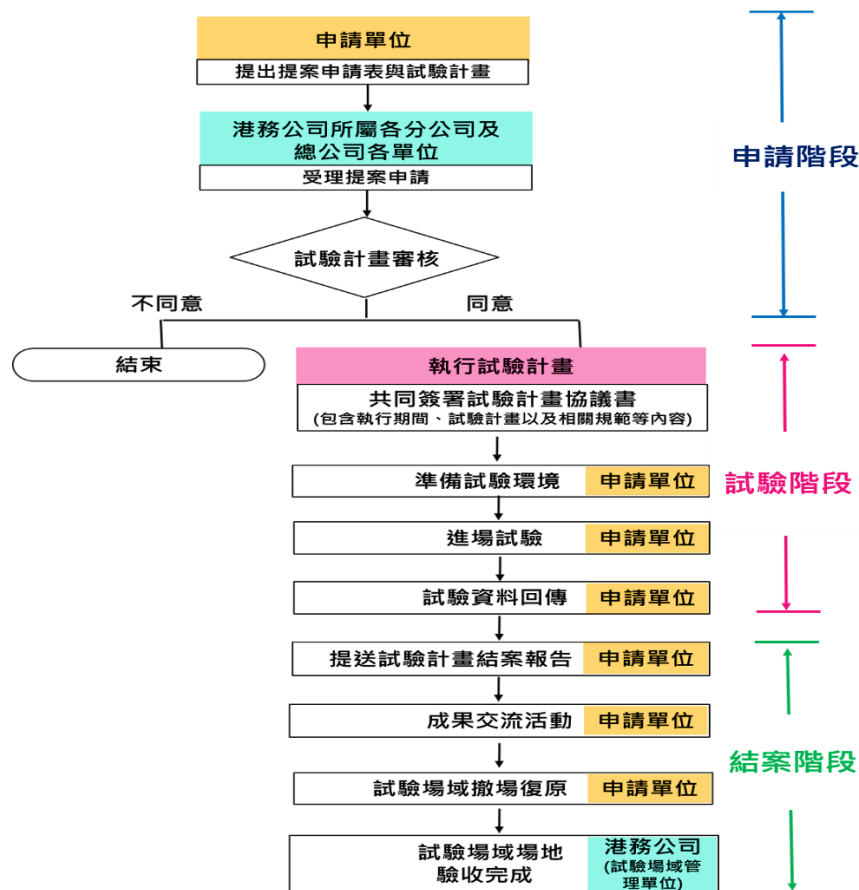 申請單位
提出提案申請表與試驗計畫
港務公司所屬各分公司及
總公司各單位
受理提案申請
申請階段
試驗計畫審核
不同意
同意
結束
執行試驗計畫
共同簽署試驗計畫協議書
(包含執行期間、試驗計畫以及相關規範等內容)
準備試驗環境
申請單位
試驗階段
進場試驗
申請單位
試驗資料回傳
申請單位
提送試驗計畫結案報告
申請單位
成果交流活動
申請單位
結案階段
試驗場域撤場復原
申請單位
試驗場域場地
驗收完成
港務公司
(試驗場域管
理單位)